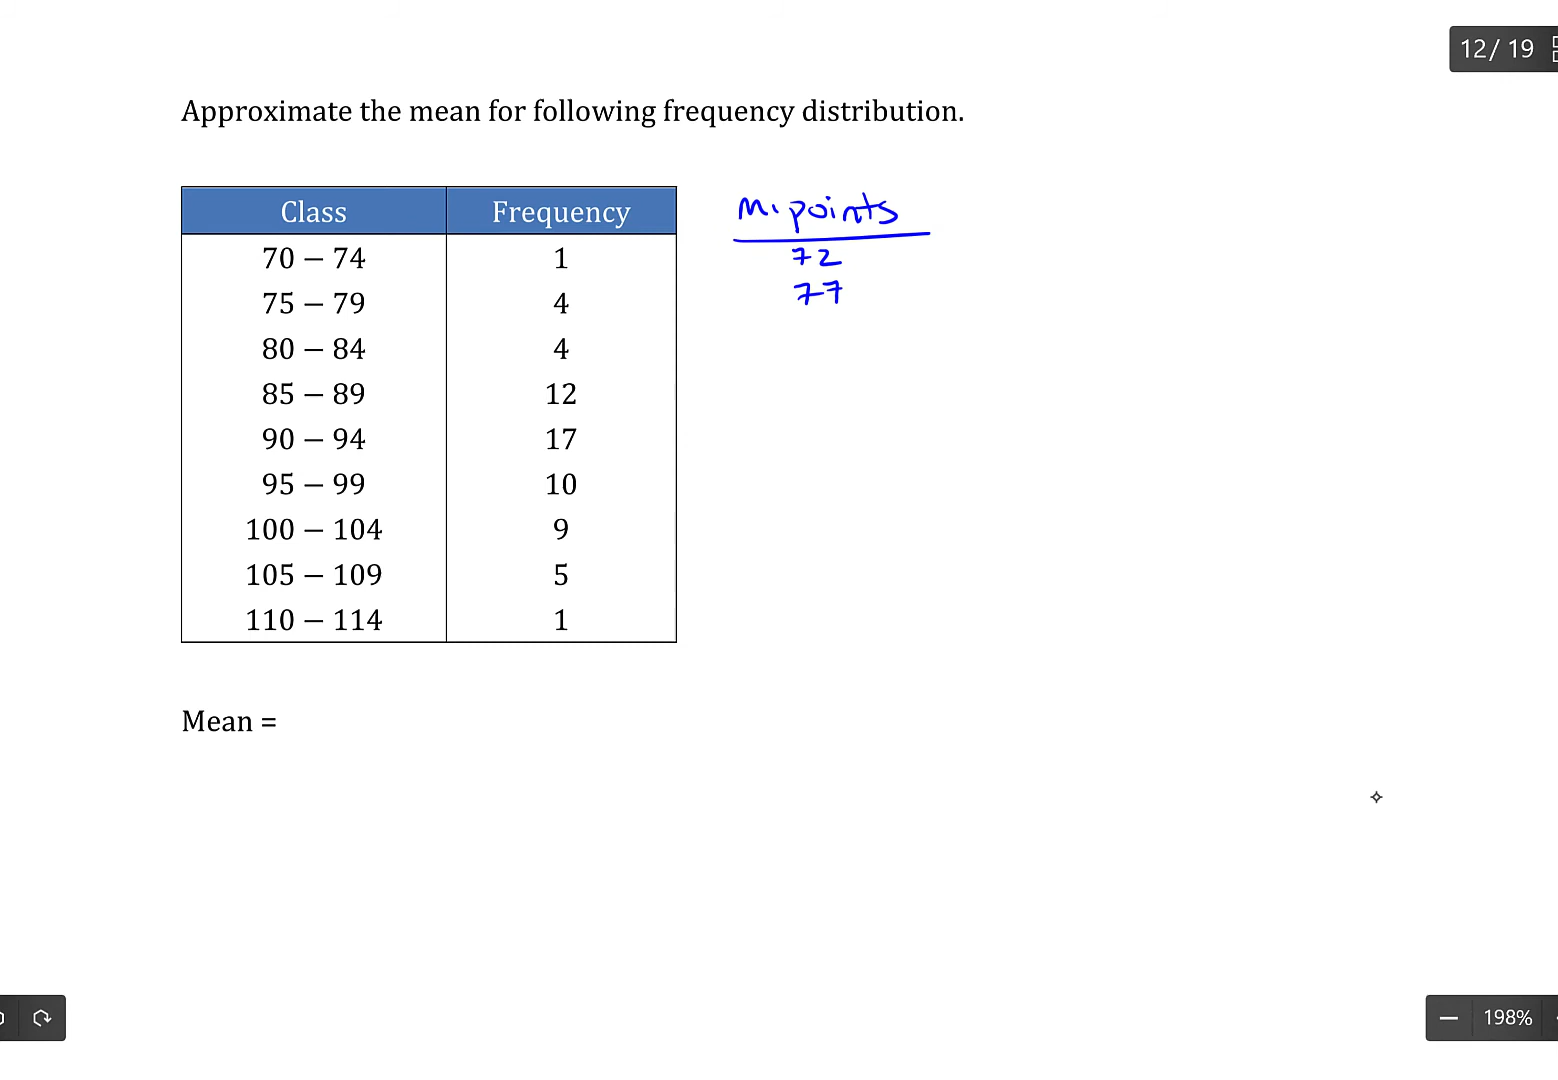 12/ 19
Approximate the mean for following frequency distribution.
Class Frequency M.points
70 – 74 1 72
75 – 79 4 77
80 – 84 4
85 – 89 12
90 – 94 17
95 – 99 10
100 – 104 9
105 – 109 5
110 – 114 1
Mean =
198%